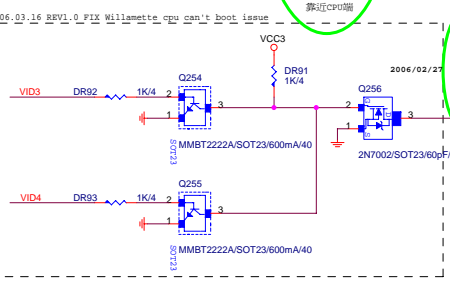 靠近CPU端
06.03.16 REV1.0 FIX Willamette cpu can't boot issue
VCC3
2006/02/27
DR91
1K/4
Q254
Q256
VID3 DR92 1K/4 2 3 2 G D 3
1 1 S
SOT23 MMBT2222A/SOT23/600mA/40
2N7002/SOT23/60pF/
Q255
VID4 DR93 1K/4 2 3
1
SOT23 MMBT2222A/SOT23/600mA/40